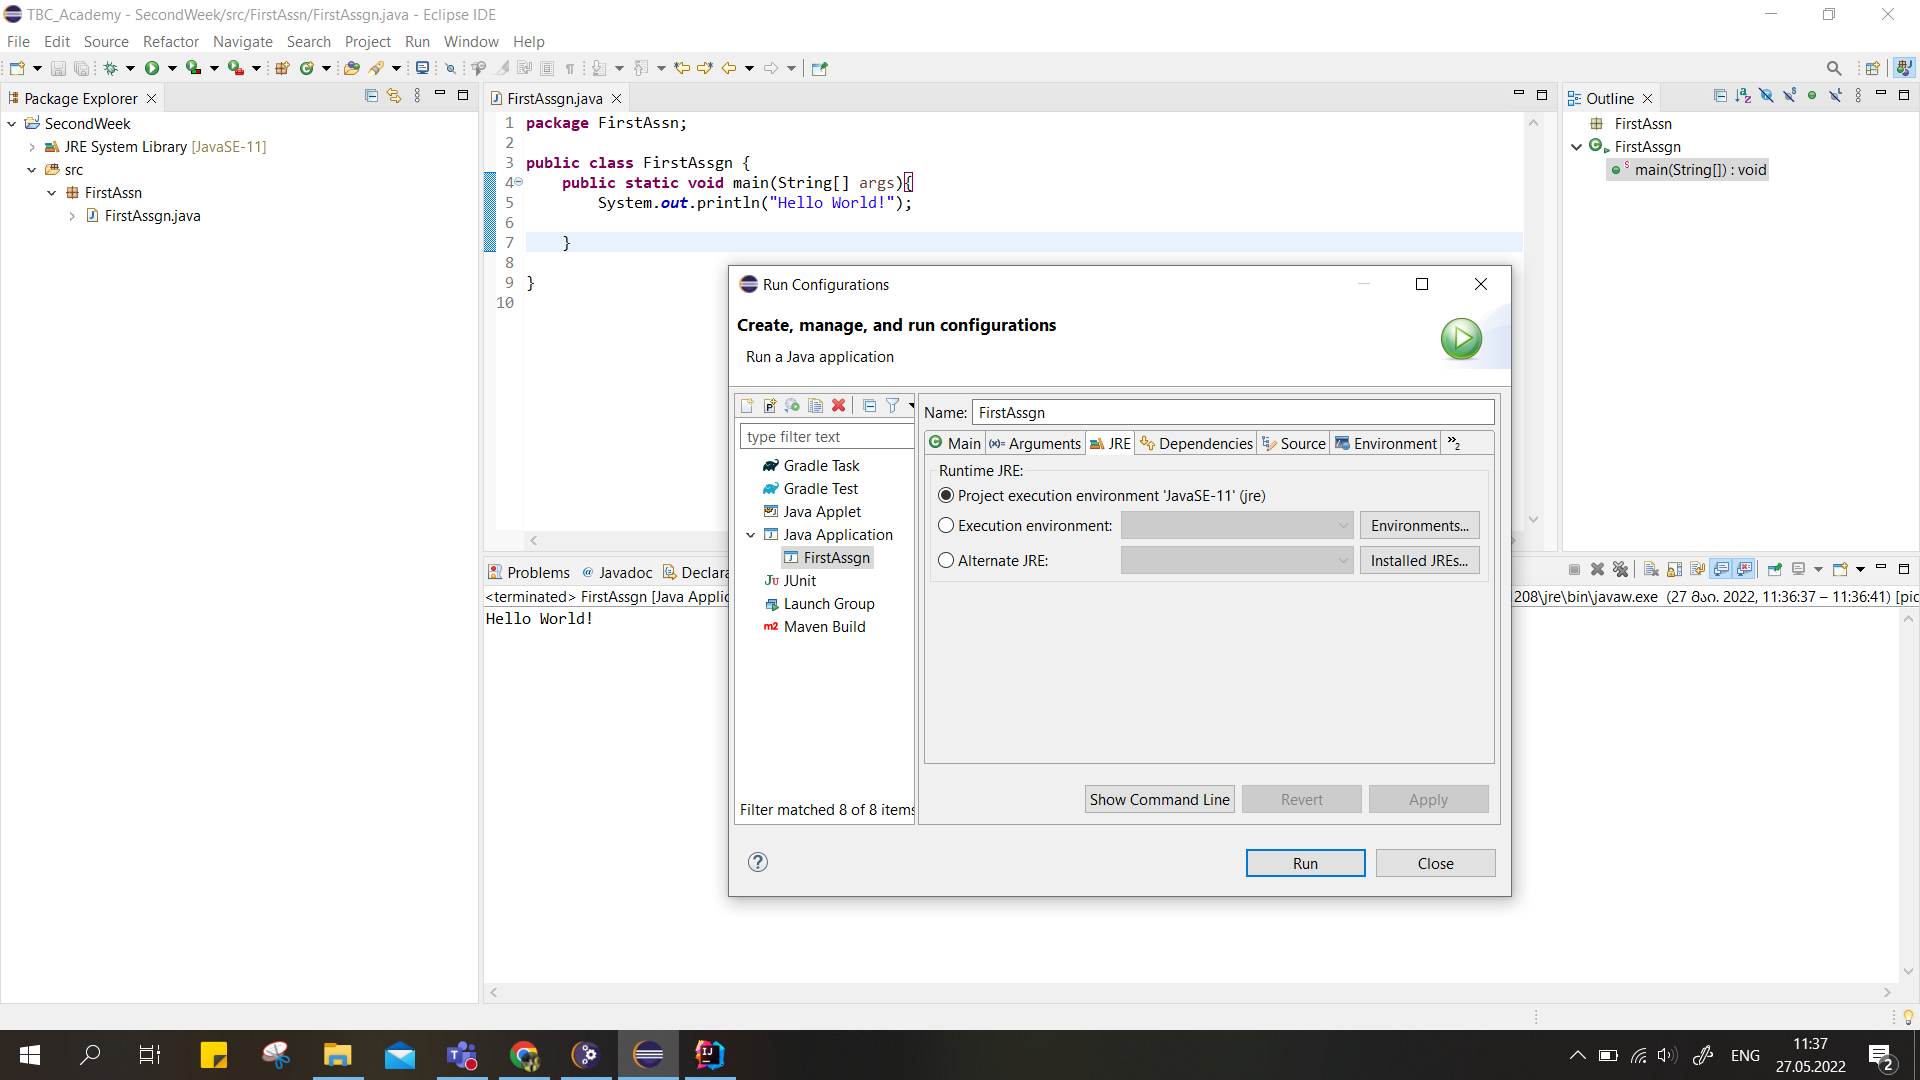 TBC_Academy - SecondWeek/src/FirstAssn/FirstAssgn.java - Eclipse IDE
File Edit Source Refactor Navigate Search Project Run Window Help
Package Explorer
SecondWeek
JRE System Library [JavaSE-11]
src
FirstAssn
FirstAssgn.java
FirstAssgn.java
1 package FirstAssn;
2
3 public class FirstAssgn {
4 public static void main(String[] args){
5 System.out.println("Hello World!");
6
7 }
8
9 }
10
Outline
FirstAssn
FirstAssgn
main(String[]) : void
Problems Javadoc Declara
<terminated> FirstAssgn [Java Applic
208\jre\bin\javaw.exe (27 მაი. 2022, 11:36:37 – 11:36:41) [pic
Hello World!
Run Configurations
Create, manage, and run configurations
Run a Java application
type filter text
Gradle Task
Gradle Test
Java Applet
Java Application
FirstAssgn
JUnit
Launch Group
Maven Build
Filter matched 8 of 8 items
Name: FirstAssgn
Main Arguments JRE Dependencies Source Environment »2
Runtime JRE:
Project execution environment 'JavaSE-11' (jre)
Execution environment: Environments...
Alternate JRE: Installed JREs...
Show Command Line Revert Apply
Run Close
ENG
11:37
27.05.2022
2